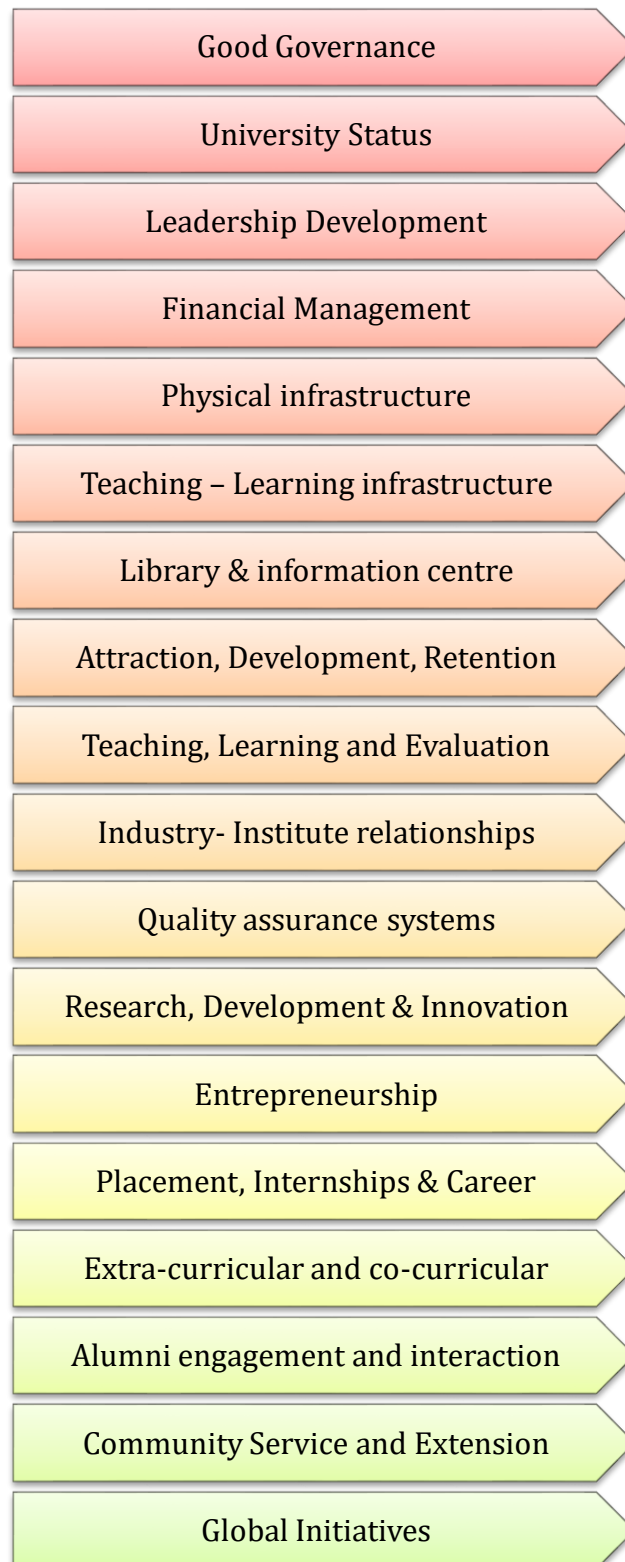 Good Governance
University Status
Leadership Development
Financial Management
Physical infrastructure
Teaching – Learning infrastructure
Library & information centre
Attraction, Development, Retention
Teaching, Learning and Evaluation
Industry- Institute relationships
Quality assurance systems
Research, Development & Innovation
Entrepreneurship
Placement, Internships & Career
Extra-curricular and co-curricular
Alumni engagement and interaction
Community Service and Extension
Global Initiatives